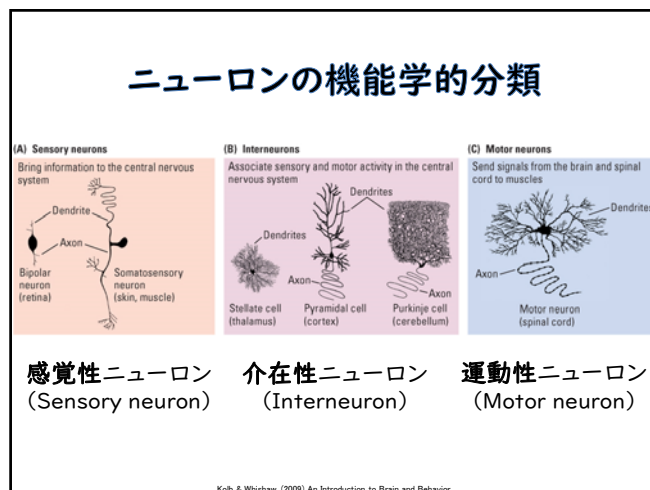 ニューロンの機能学的分類
(A) Sensory neurons
Bring information to the central nervous
system
Dendrite
Axon
Bipolar
neuron
(retina)
Somatosensory
neuron
(skin, muscle)
(B) Interneurons
Associate sensory and motor activity in the central
nervous system
Dendrites
Dendrites
Axon
Axon
Stellate cell
(thalamus)
Pyramidal cell
(cortex)
Purkinje cell
(cerebellum)
(C) Motor neurons
Send signals from the brain and spinal
cord to muscles
Dendrites
Axon
Motor neuron
(spinal cord)
感覚性ニューロン
(Sensory neuron)
介在性ニューロン
(Interneuron)
運動性ニューロン
(Motor neuron)
Kolb & Whishaw (2009) An Introduction to Brain and Behavior